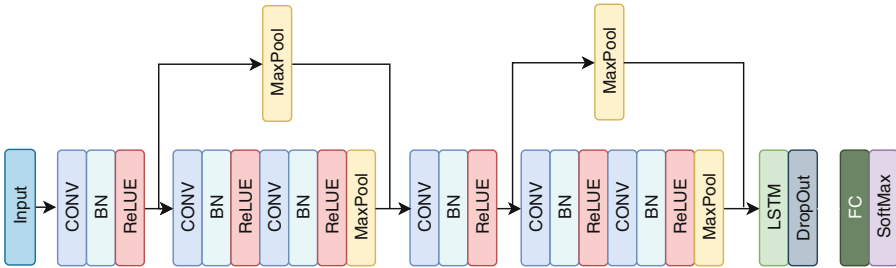 MaxPool
MaxPool
Input
CONV
BN
ReLUE
CONV
BN
ReLUE
CONV
BN
ReLUE
MaxPool
CONV
BN
ReLUE
CONV
BN
ReLUE
CONV
BN
ReLUE
MaxPool
LSTM
DropOut
FC
SoftMax